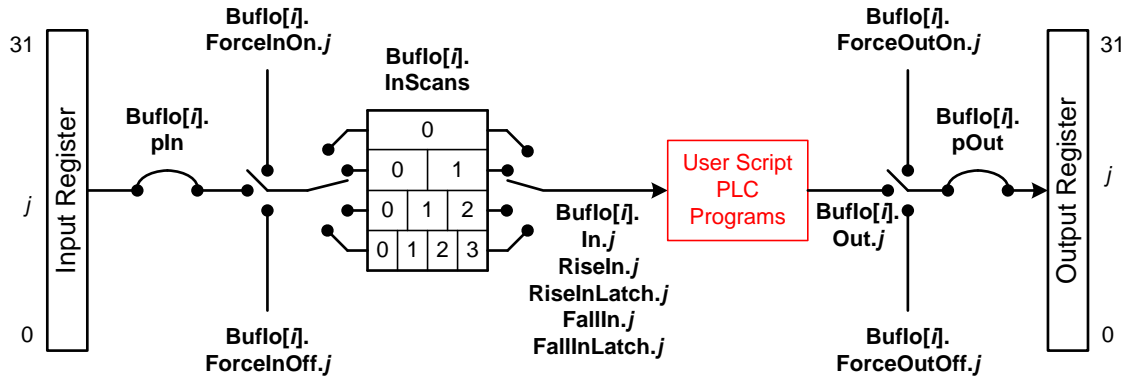 31
j
0
Input Register
BufIo[i].
pIn
BufIo[i].
ForceInOn.j
BufIo[i].
ForceInOff.j
BufIo[i].
InScans
0
0 1
0 1 2
0 1 2 3
BufIo[i].
In.j
RiseIn.j
RiseInLatch.j
FallIn.j
FallInLatch.j
User Script
PLC
Programs
BufIo[i].
Out.j
BufIo[i].
ForceOutOn.j
BufIo[i].
ForceOutOff.j
BufIo[i].
pOut
Output Register
31
j
0